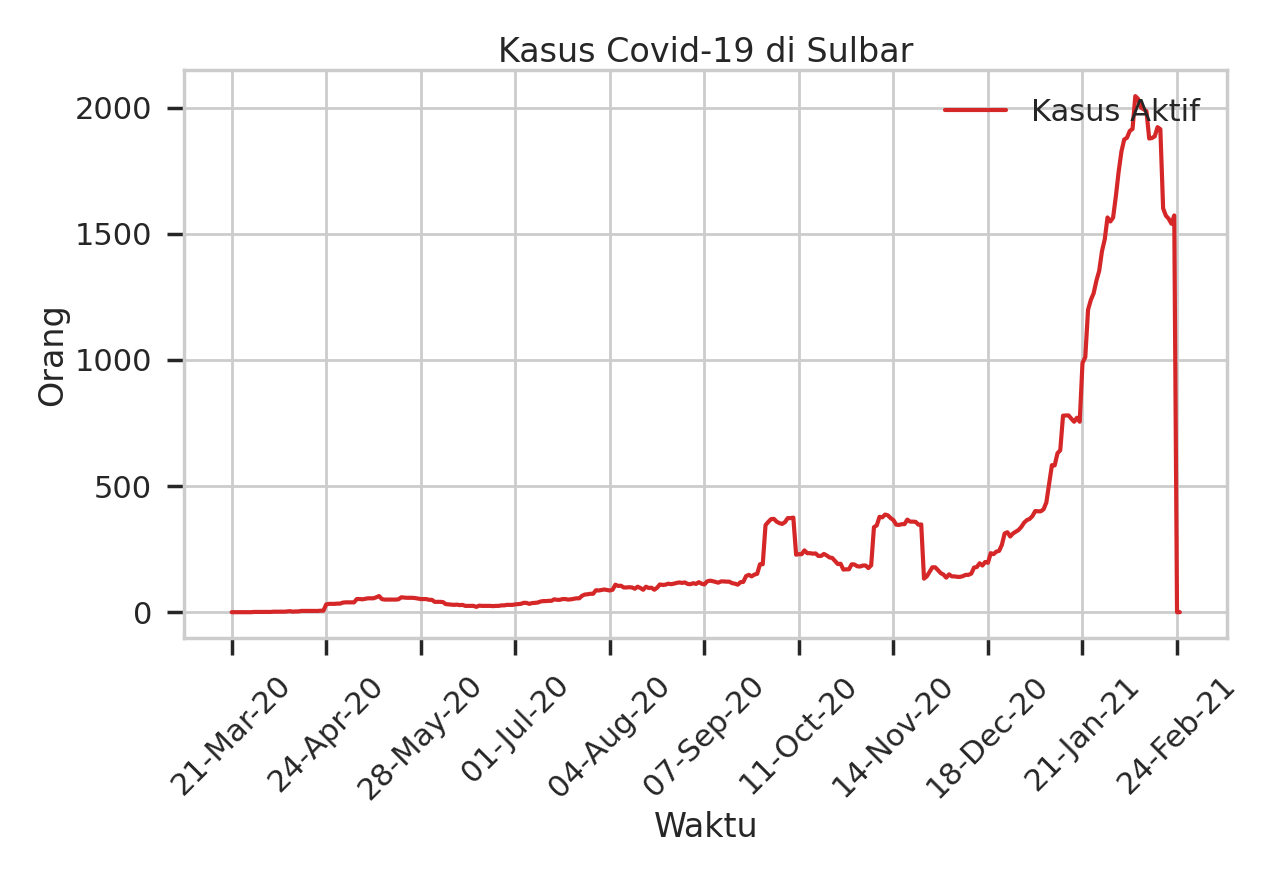 Kasus Covid-19 di Sulbar
Kasus Aktif
Orang
2000
1500
1000
500
0
21-Mar-20
24-Apr-20
28-May-20
01-Jul-20
04-Aug-20
07-Sep-20
11-Oct-20
14-Nov-20
18-Dec-20
21-Jan-21
24-Feb-21
Waktu